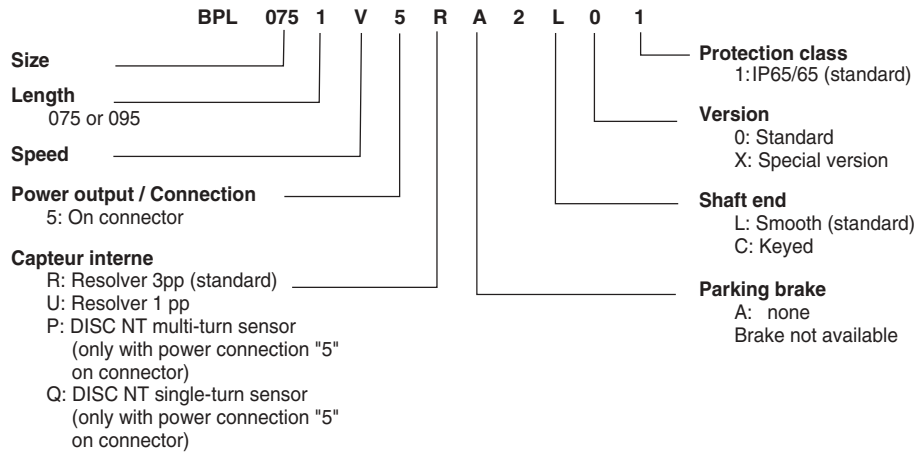 BPL 075 1 V 5 R A 2 L 0 1
Size
Length
075 or 095
Speed
Power output / Connection
5: On connector
Capteur interne
R: Resolver 3pp (standard)
U: Resolver 1 pp
P: DISC NT multi-turn sensor
(only with power connection "5"
on connector)
Q: DISC NT single-turn sensor
(only with power connection "5"
on connector)
Protection class
1:IP65/65 (standard)
Version
0: Standard
X: Special version
Shaft end
L: Smooth (standard)
C: Keyed
Parking brake
A: none
Brake not available